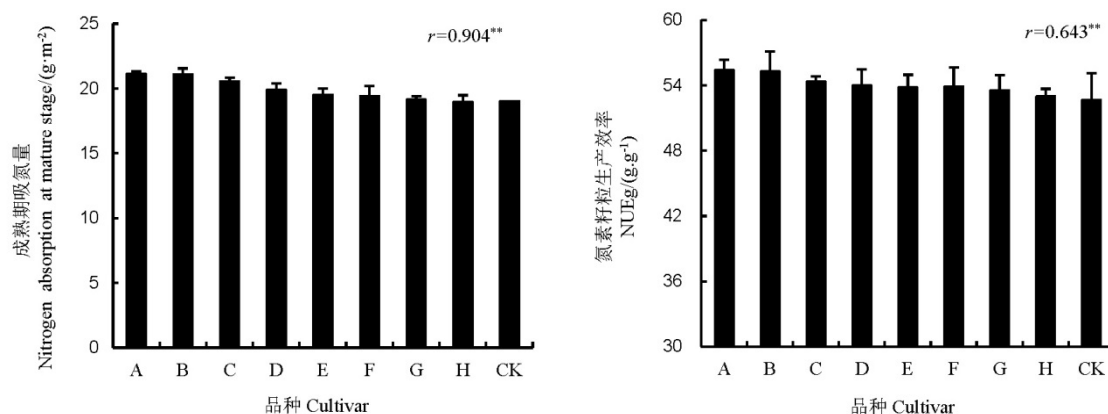 成熟期吸氮量
Nitrogen absorption at mature stage/(g·m⁻²)
25
20
15
10
5
0
r=0.904**
A B C D E F G H CK
品种 Cultivar
氮素籽粒生产效率
NUEg/(g.g⁻¹)
60
54
48
42
36
30
r=0.643**
A B C D E F G H CK
品种 Cultivar